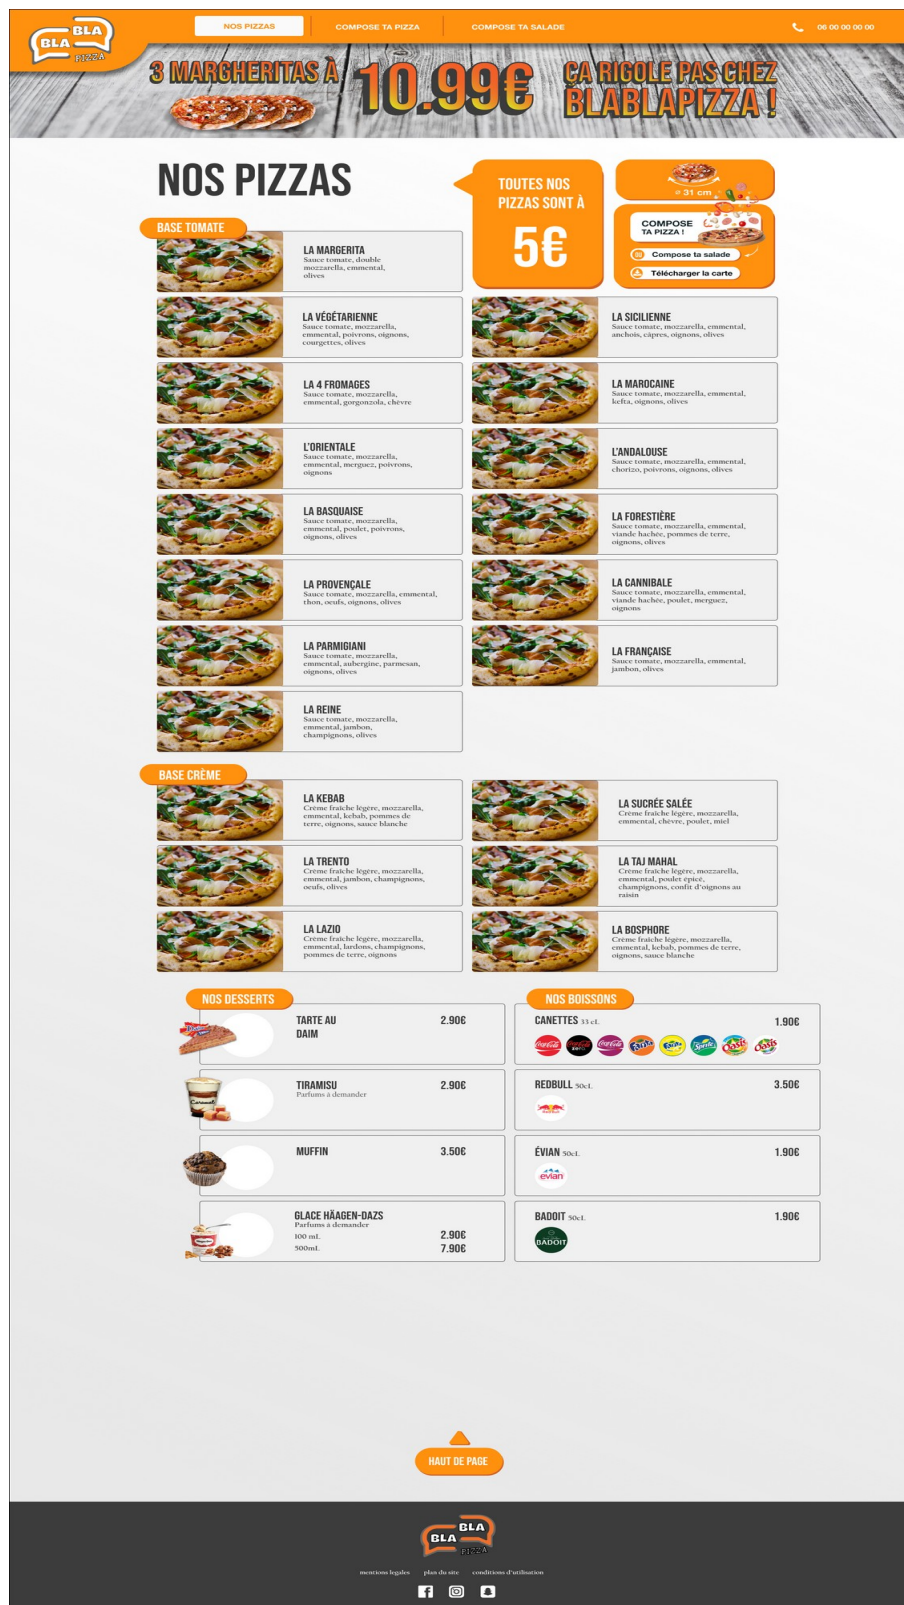 BLA
BLA
PIZZA
NOS PIZZAS
COMPOSE TA PIZZA
COMPOSE TA SALADE
06 00 00 00 00
3 MARGHERITAS À
10.99€
ÇA RIGOLE PAS CHEZ
BLABLAPIZZA !
NOS PIZZAS
TOUTES NOS
PIZZAS SONT À
5€
31 cm
COMPOSE
TA PIZZA !
Compose ta salade
Télécharger la carte
BASE TOMATE
LA MARGERITA
Sauce tomate, double
mozzarella, emmental,
olives
LA VÉGÉTARIENNE
Sauce tomate, mozzarella,
emmental, poivrons, oignons,
courgettes, olives
LA SICILIENNE
Sauce tomate, mozzarella, emmental,
anchois, câpres, oignons, olives
LA 4 FROMAGES
Sauce tomate, mozzarella,
emmental, gorgonzola, chèvre
LA MAROCAINE
Sauce tomate, mozzarella, emmental,
kefta, oignons, olives
L'ORIENTALE
Sauce tomate, mozzarella,
emmental, merguez, poivrons,
oignons
L'ANDALOUSE
Sauce tomate, mozzarella, emmental,
chorizo, poivrons, oignons, olives
LA BASQUAISE
Sauce tomate, mozzarella,
emmental, poulet, poivrons,
oignons, olives
LA FORESTIÈRE
Sauce tomate, mozzarella, emmental,
viande hachée, pommes de terre,
oignons, olives
LA PROVENÇALE
Sauce tomate, mozzarella, emmental,
thon, oeufs, oignons, olives
LA CANNIBALE
Sauce tomate, mozzarella, emmental,
viande hachée, poulet, merguez,
oignons
LA PARMIGIANI
Sauce tomate, mozzarella,
emmental, aubergine, parmesan,
oignons, olives
LA FRANÇAISE
Sauce tomate, mozzarella, emmental,
jambon, olives
LA REINE
Sauce tomate, mozzarella,
emmental, jambon,
champignons, olives
BASE CRÈME
LA KEBAB
Crème fraîche légère, mozzarella,
emmental, kebab, pommes de
terre, oignons, sauce blanche
LA SUCRÉE SALÉE
Crème fraîche légère, mozzarella,
emmental, chèvre, poulet, miel
LA TRENTO
Crème fraîche légère, mozzarella,
emmental, jambon, champignons,
oeufs, olives
LA TAJ MAHAL
Crème fraîche légère, mozzarella,
emmental, poulet épicé,
champignons, confit d'oignons au
raisin
LA LAZIO
Crème fraîche légère, mozzarella,
emmental, lardons, champignons,
pommes de terre, oignons
LA BOSPHORE
Crème fraîche légère, mozzarella,
emmental, kebab, pommes de terre,
oignons, sauce blanche
NOS DESSERTS
TARTE AU
DAIM
2.90€
TIRAMISU
Parfums à demander
2.90€
Caramel
MUFFIN
3.50€
GLACE HÄAGEN-DAZS
Parfums à demander
100 mL
2.90€
500mL
7.90€
NOS BOISSONS
CANETTES 33 cL
1.90€
Coca-Cola
Coca-Cola zero
Coca-Cola
Fanta
Sprite
Oasis
Oasis
REDBULL 50cL
3.50€
RedBull
ÉVIAN 50cL
1.90€
evian
BADOIT 50cL
1.90€
BADOIT
HAUT DE PAGE
BLA
BLA
PIZZA
mentions legales
plan du site
conditions d'utilisation